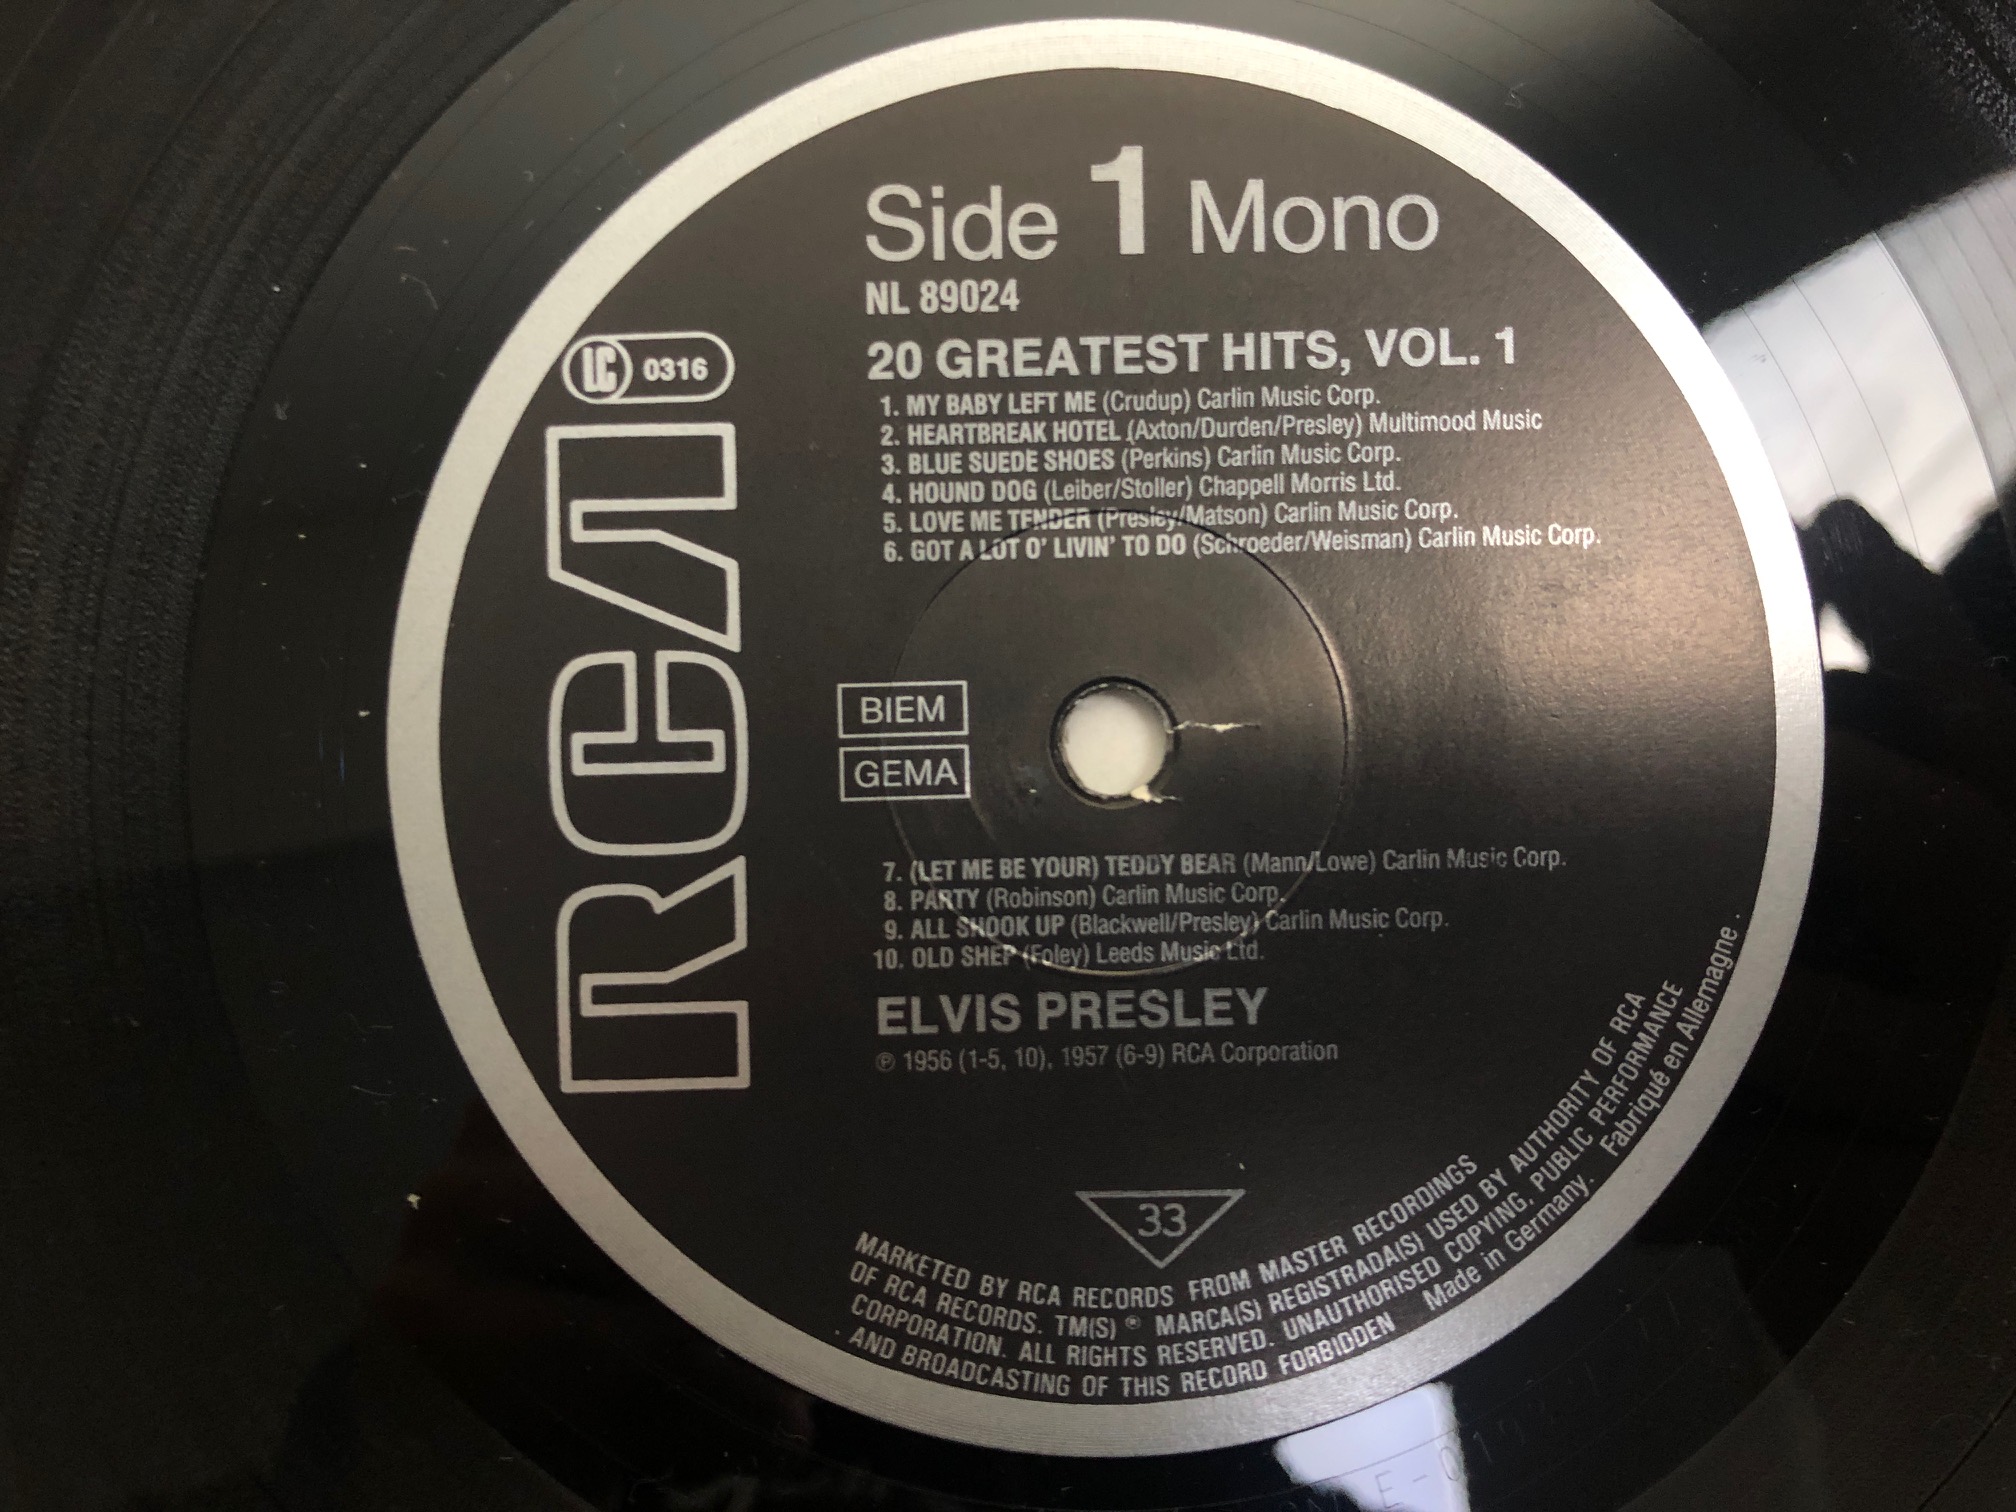 Side 1 Mono
NL 89024
20 GREATEST HITS, VOL. 1
1. MY BABY LEFT ME (Crudup) Carlin Music Corp.
2. HEARTBREAK HOTEL (Axton/Durden/Presley) Multimood Music
3. BLUE SUEDE SHOES (Perkins) Carlin Music Corp.
4. HOUND DOG (Leiber/Stoller) Chappell Morris Ltd.
5. LOVE ME TENDER (Presley/Matson) Carlin Music Corp.
6. GOT A LOT O' LIVIN' TO DO (Schroeder/Weisman) Carlin Music Corp.
LC 0316
RCA
BIEM
GEMA
7. (LET ME BE YOUR) TEDDY BEAR (Mann/Lowe) Carlin Music Corp.
8. PARTY (Robinson) Carlin Music Corp.
9. ALL SHOOK UP (Blackwell/Presley) Carlin Music Corp.
10. OLD SHEP (Foley) Leeds Music Ltd.
ELVIS PRESLEY
℗ 1956 (1-5, 10), 1957 (6-9) RCA Corporation
33
MARKETED BY RCA RECORDS FROM MASTER RECORDINGS
OF RCA RECORDS. TM(S) ® MARCA(S) REGISTRADA(S) USED BY AUTHORITY OF RCA
CORPORATION. ALL RIGHTS RESERVED. UNAUTHORISED COPYING, PUBLIC PERFORMANCE
AND BROADCASTING OF THIS RECORD FORBIDDEN Made in Germany. Fabriqué en Allemagne.